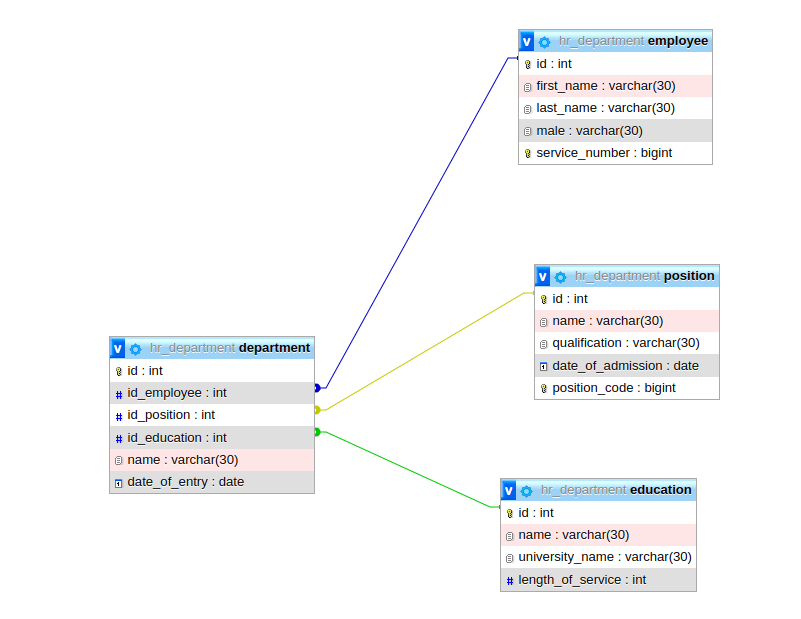 v hr_department employee
id : int
first_name : varchar(30)
last_name : varchar(30)
male : varchar(30)
service_number : bigint
v hr_department position
id : int
name : varchar(30)
qualification : varchar(30)
date_of_admission : date
position_code : bigint
v hr_department department
id : int
# id_employee : int
# id_position : int
# id_education : int
name : varchar(30)
date_of_entry : date
v hr_department education
id : int
name : varchar(30)
university_name : varchar(30)
# length_of_service : int